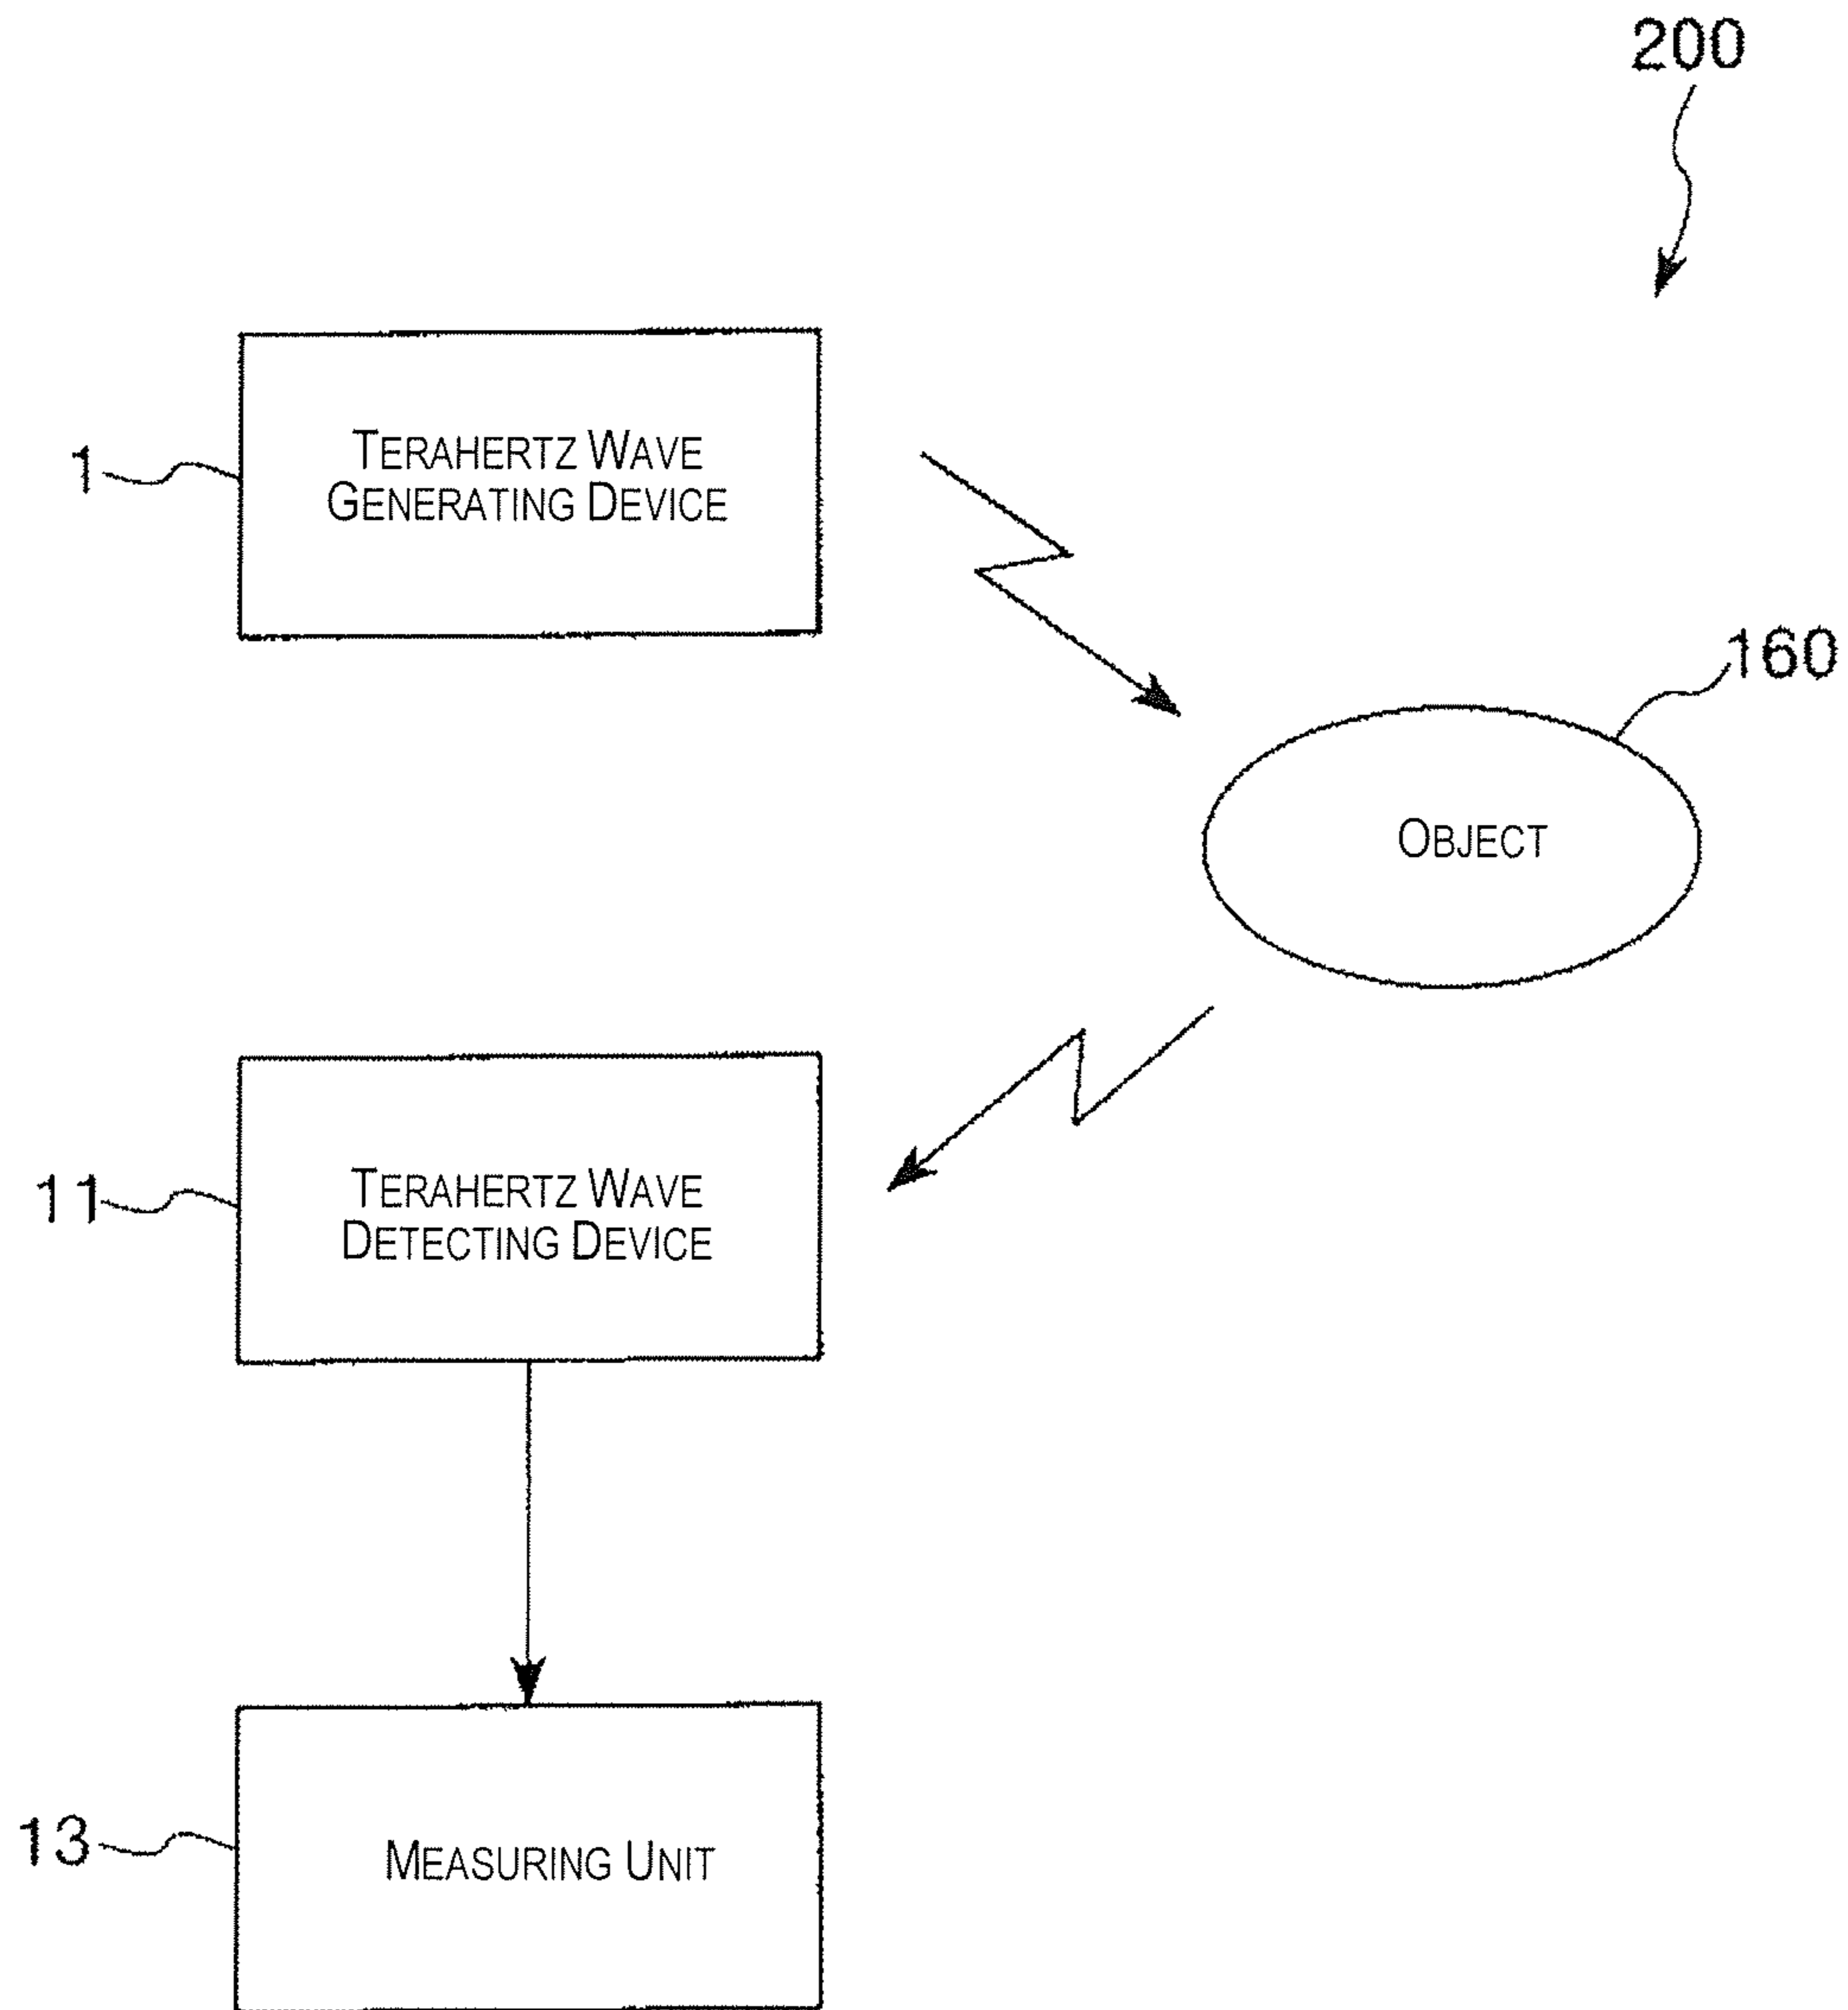 200
1
TERAHERTZ WAVE
GENERATING DEVICE
160
OBJECT
11
TERAHERTZ WAVE
DETECTING DEVICE
13
MEASURING UNIT